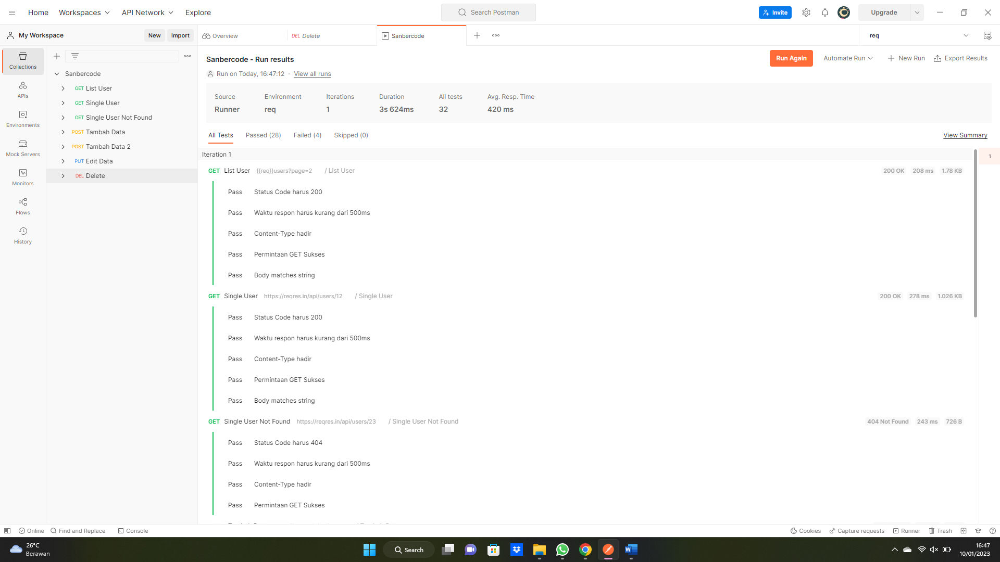 Home Workspaces API Network Explore Search Postman Invite Upgrade
My Workspace New Import Overview DEL Delete Sanbercode req
Collections
APIs
Environments
Mock Servers
Monitors
Flows
History
Sanbercode
GET List User
GET Single User
GET Single User Not Found
POST Tambah Data
POST Tambah Data 2
PUT Edit Data
DEL Delete
Sanbercode - Run results
Run Again Automate Run New Run Export Results
Run on Today, 16:47:12 · View all runs
Source Environment Iterations Duration All tests Avg. Resp. Time
Runner req 1 3s 624ms 32 420 ms
All Tests Passed (28) Failed (4) Skipped (0) View Summary
Iteration 1
1
GET List User {{req}}users?page=2 / List User 200 OK 208 ms 1.78 KB
Pass Status Code harus 200
Pass Waktu respon harus kurang dari 500ms
Pass Content-Type hadir
Pass Permintaan GET Sukses
Pass Body matches string
GET Single User https://reqres.in/api/users/12 / Single User 200 OK 278 ms 1.026 KB
Pass Status Code harus 200
Pass Waktu respon harus kurang dari 500ms
Pass Content-Type hadir
Pass Permintaan GET Sukses
Pass Body matches string
GET Single User Not Found https://reqres.in/api/users/23 / Single User Not Found 404 Not Found 243 ms 726 B
Pass Status Code harus 404
Pass Waktu respon harus kurang dari 500ms
Pass Content-Type hadir
Pass Permintaan GET Sukses
Online Find and Replace Console Cookies Capture requests Runner Trash
26°C
Berawan
Search
16:47
10/01/2023